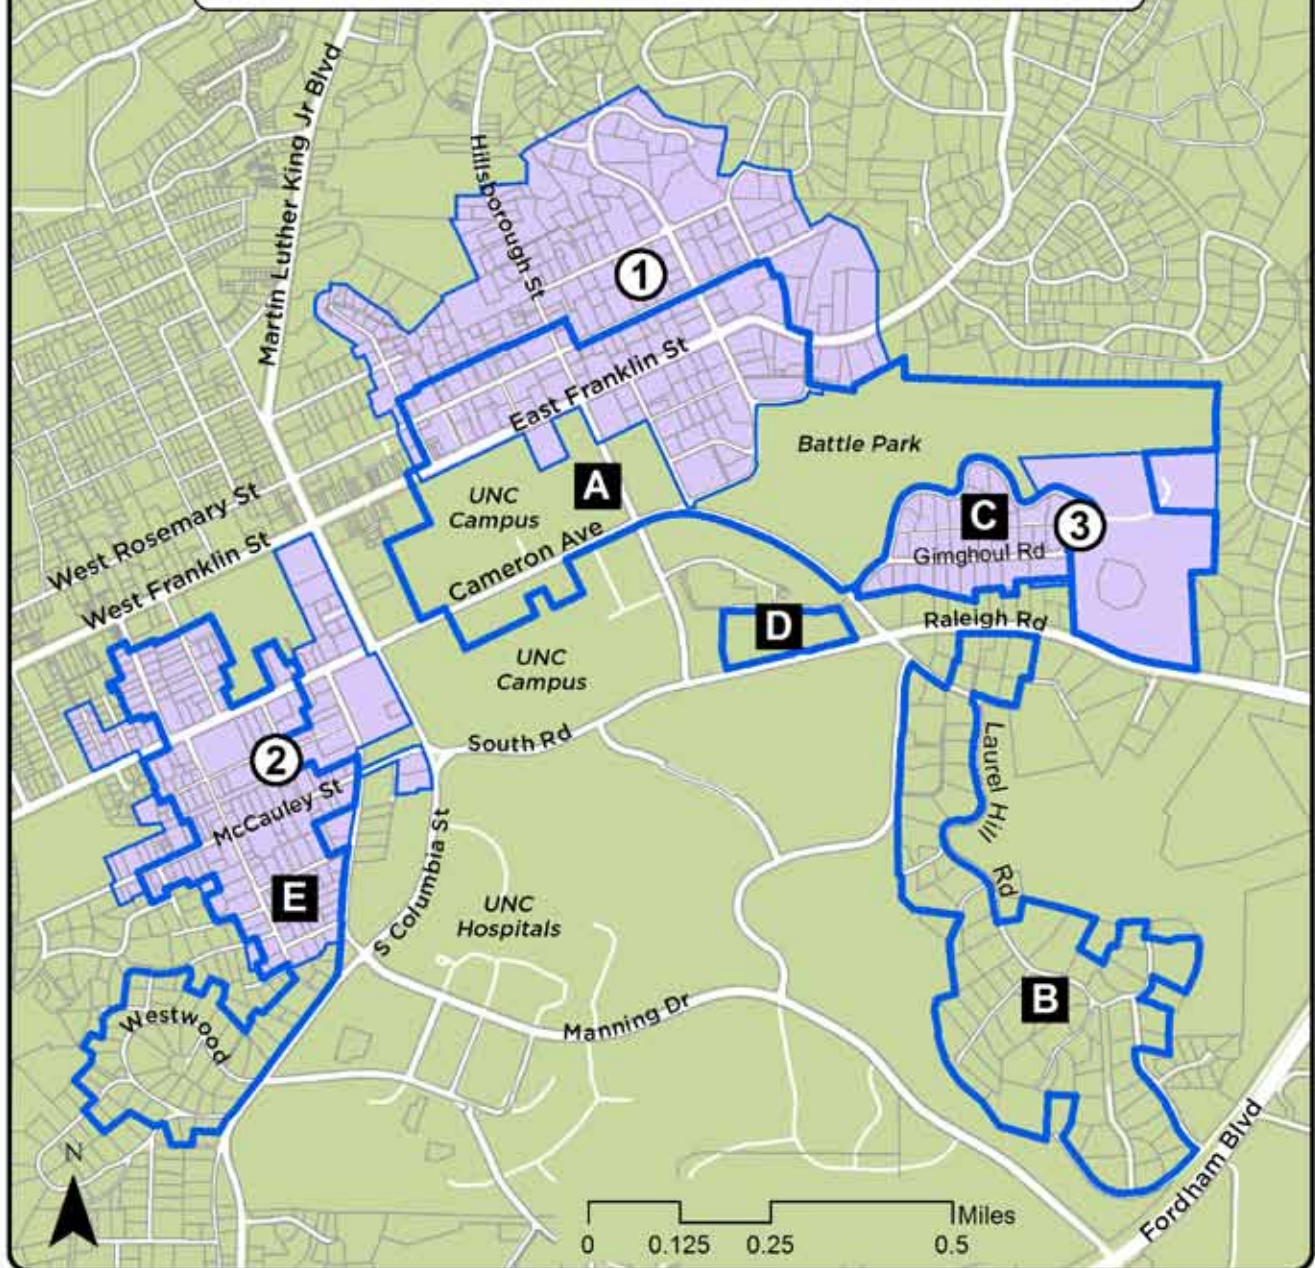 Martin Luther King Jr Blvd
Hillsborough St
1
East Franklin St
Battle Park
A
UNC
Campus
C
3
Gimghoul Rd
West Rosemary St
West Franklin St
Cameron Ave
D
Raleigh Rd
UNC
Campus
South Rd
2
McCauley St
Laurel Hill
Rd
E
S Columbia St
UNC
Hospitals
B
Westwood
Manning Dr
Fordham Blvd
N
Miles
0 0.125 0.25 0.5